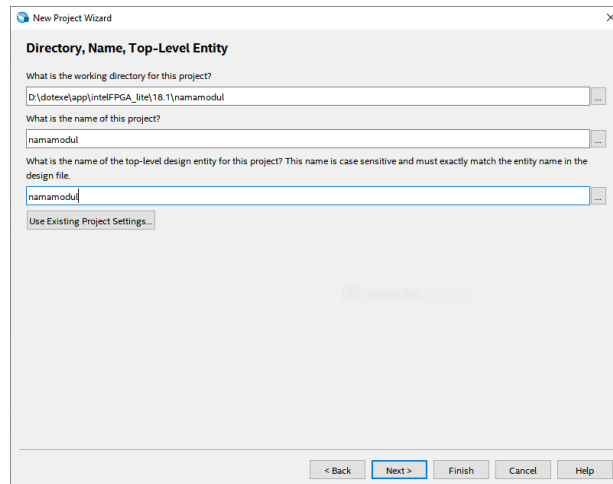 New Project Wizard
Directory, Name, Top-Level Entity
What is the working directory for this project?
D:\dotexe\app\intelFPGA_lite\18.1\namamodul
...
What is the name of this project?
namamodul
...
What is the name of the top-level design entity for this project? This name is case sensitive and must exactly match the entity name in the
design file.
namamodul
...
Use Existing Project Settings...
< Back Next > Finish Cancel Help